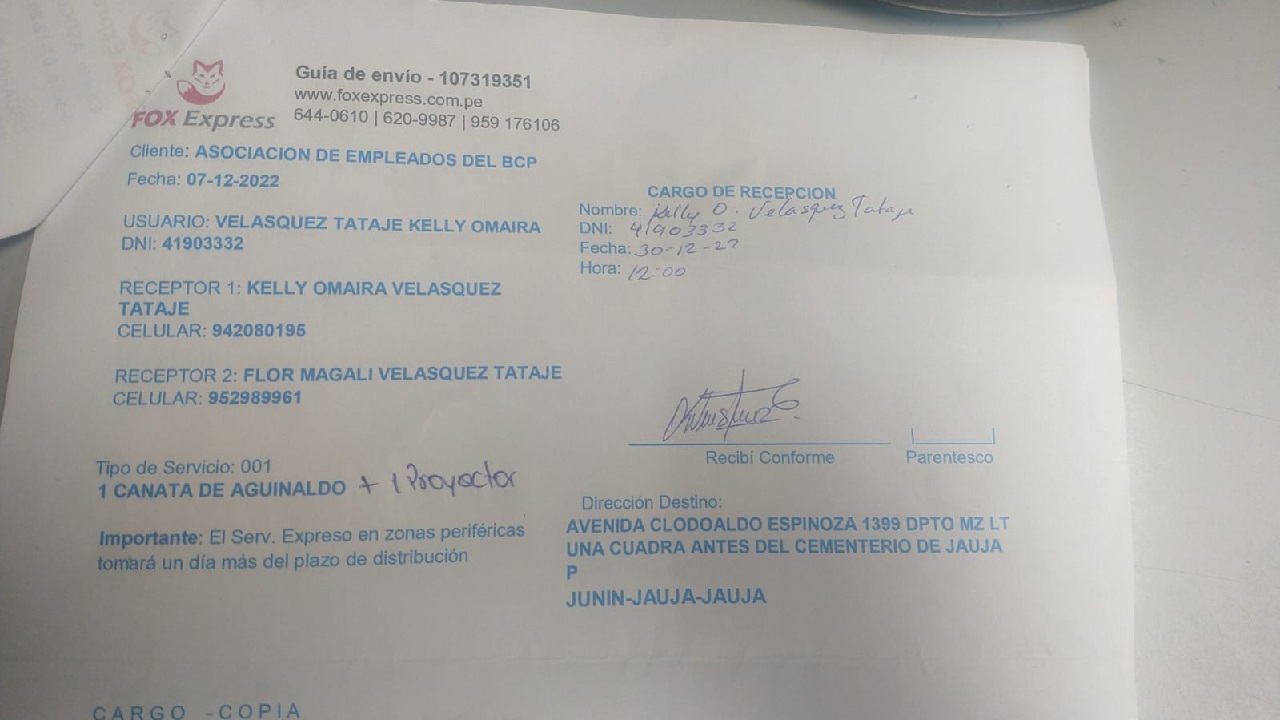 FOX Express
Guía de envío - 107319351
www.foxexpress.com.pe
644-0610 | 620-9987 | 959 176106
Cliente: ASOCIACION DE EMPLEADOS DEL BCP
Fecha: 07-12-2022
USUARIO: VELASQUEZ TATAJE KELLY OMAIRA
DNI: 41903332
RECEPTOR 1: KELLY OMAIRA VELASQUEZ
TATAJE
CELULAR: 942080195
RECEPTOR 2: FLOR MAGALI VELASQUEZ TATAJE
CELULAR: 952989961
CARGO DE RECEPCION
Nombre: Kelly O. Velasquez Tataje
DNI: 41903332
Fecha: 30-12-22
Hora: 12:00
Recibí Conforme
Parentesco
Tipo de Servicio: 001
1 CANATA DE AGUINALDO + 1 Proyector
Importante: El Serv. Expreso en zonas periféricas
tomará un día más del plazo de distribución
Dirección Destino:
AVENIDA CLODOALDO ESPINOZA 1399 DPTO MZ LT
UNA CUADRA ANTES DEL CEMENTERIO DE JAUJA
P
JUNIN-JAUJA-JAUJA
CARGO - COPIA